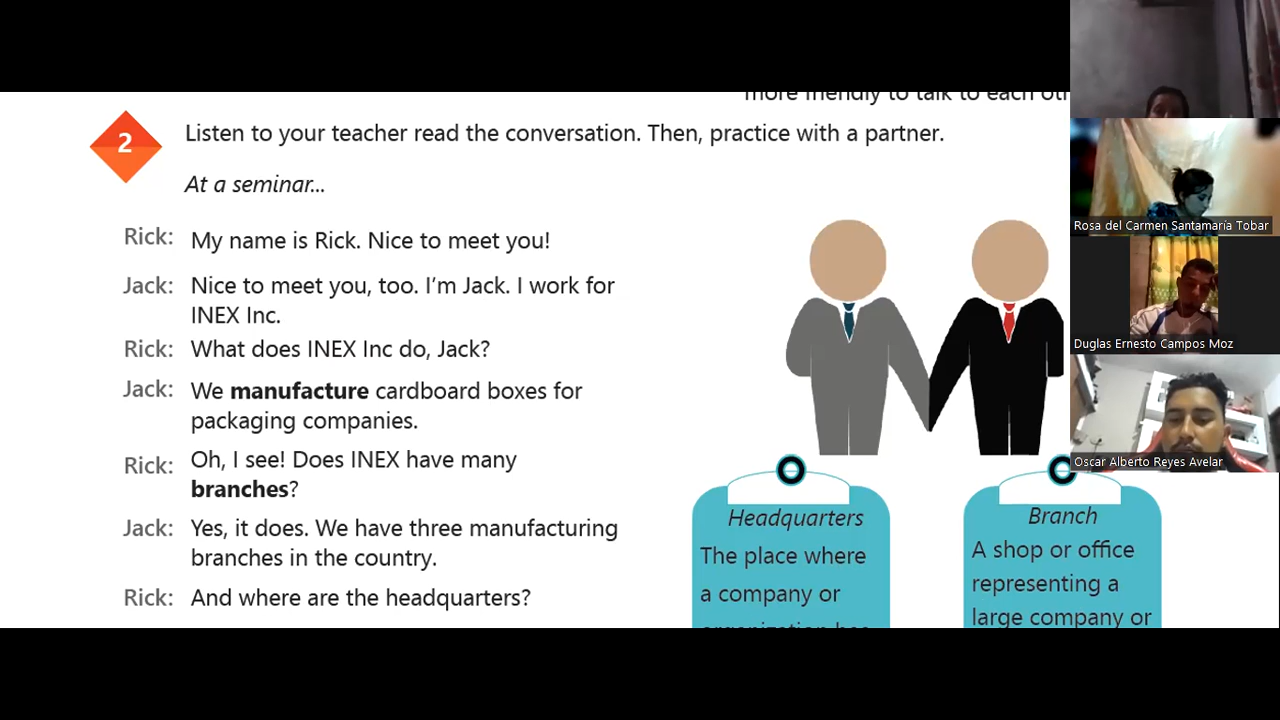 more friendly to talk to each
2
Listen to your teacher read the conversation. Then, practice with a partner.
At a seminar...
Rick: My name is Rick. Nice to meet you!
Jack: Nice to meet you, too. I'm Jack. I work for
INEX Inc.
Rick: What does INEX Inc do, Jack?
Jack: We manufacture cardboard boxes for
packaging companies.
Rick: Oh, I see! Does INEX have many
branches?
Jack: Yes, it does. We have three manufacturing
branches in the country.
Rick: And where are the headquarters?
Headquarters
The place where
a company or
Branch
A shop or office
representing a
large company or
Rosa del Carmen Santamaría Tobar
Duglas Ernesto Campos Moz
Oscar Alberto Reyes Avelar